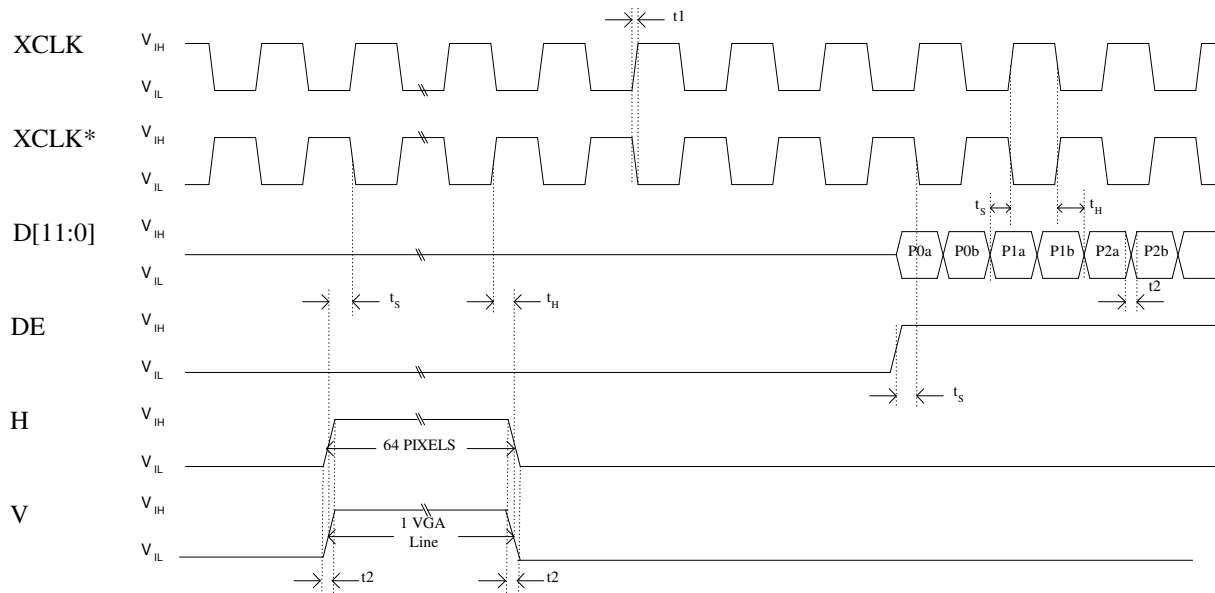 t1
XCLK
V IH
V IL
XCLK*
V IH
V IL
t S
t H
D[11:0]
V IH
V IL
P0a P0b P1a P1b P2a P2b
t2
t S
t H
DE
V IH
V IL
t S
H
V IH
64 PIXELS
V IL
V
V IH
1 VGA
Line
V IL
t2
t2